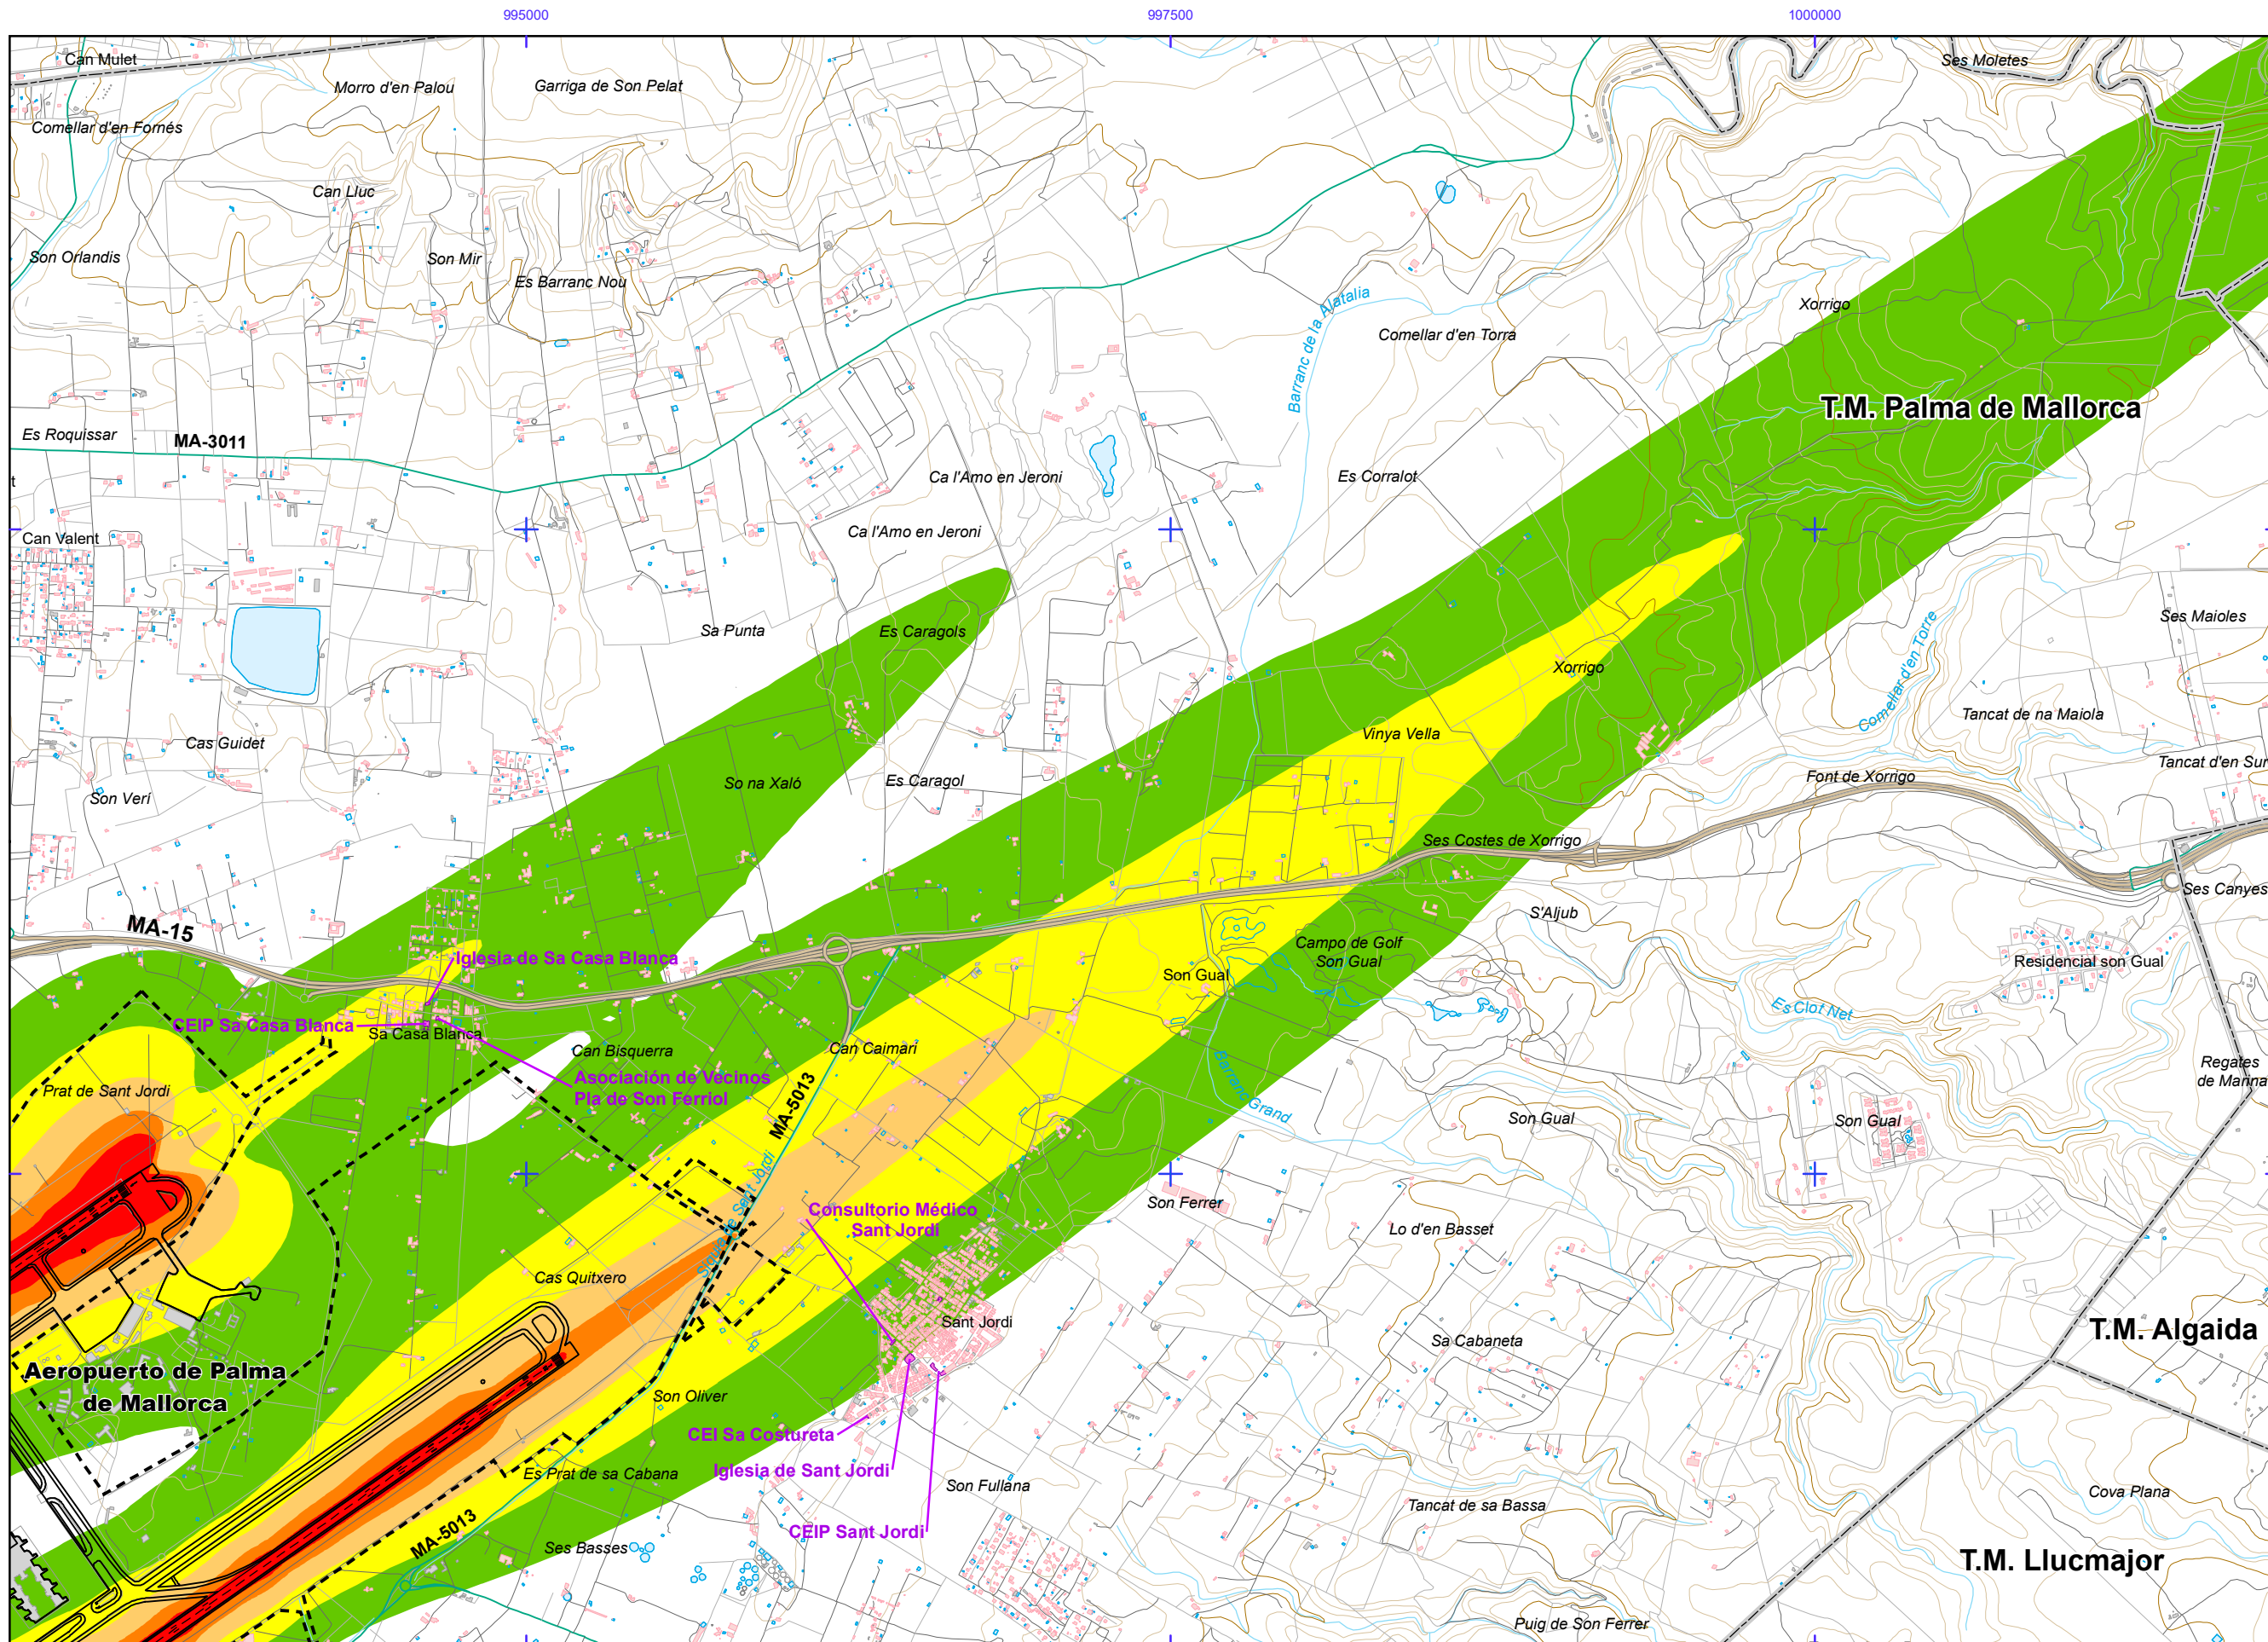 995000
997500
1000000
Can Mulet
Morro d'en Palou
Garriga de Son Pelat
Ses Moletes
Comellar d'en Fornés
Can Lluc
Son Orlandis
Son Mir
Es Barranc Nou
Barranc de la Alatalia
Xorrigo
Comellar d'en Torra
T.M. Palma de Mallorca
Es Roquissar
MA-3011
t
Ca l'Amo en Jeroni
Es Corralot
Can Valent
Ca l'Amo en Jeroni
Sa Punta
Es Caragols
Ses Maioles
Comellar d'en Torre
Xorrigo
Tancat de na Maiola
Cas Guidet
Vinya Vella
Tancat d'en Sur
So na Xaló
Es Caragol
Font de Xorrigo
Son Verí
Ses Costes de Xorrigo
Ses Canyes
MA-15
S'Aljub
Iglesia de Sa Casa Blanca
Campo de Golf
Son Gual
Son Gual
Residencial son Gual
Es Clot Net
CEIP Sa Casa Blanca
Sa Casa Blanca
Can Bisquerra
Can Caimari
Regates
de Marina
Prat de Sant Jordi
Asociación de Vecinos
Pla de Son Ferriol
MA-5013
Barranc Grand
Son Gual
Son Gual
Siquia de Sant Jordi
Consultorio Médico
Sant Jordi
Son Ferrer
Lo d'en Basset
Cas Quitxero
Sant Jordi
Sa Cabaneta
T.M. Algaida
Aeropuerto de Palma
de Mallorca
Son Oliver
CEI Sa Costureta
Es Prat de sa Cabana
Iglesia de Sant Jordi
Son Fullana
Cova Plana
Tancat de sa Bassa
CEIP Sant Jordi
MA-5013
Ses Basses
T.M. Llucmajor
Puig de Son Ferrer